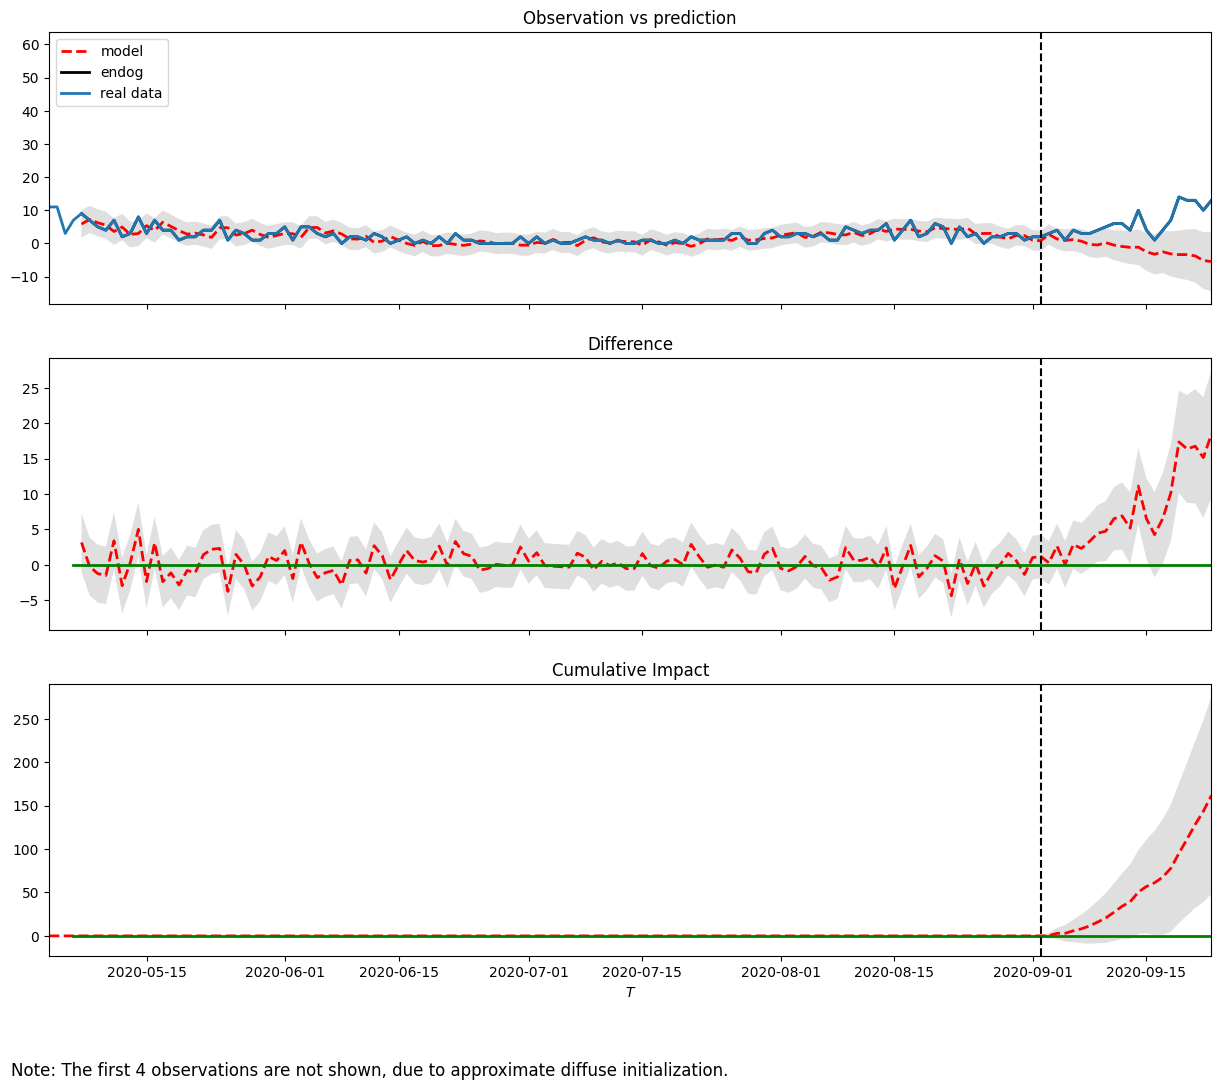 Observation vs prediction
60
50
40
30
20
10
0
−10
model
endog
real data
Difference
25
20
15
10
5
0
−5
Cumulative Impact
250
200
150
100
50
0
2020-05-15 2020-06-01 2020-06-15 2020-07-01 2020-07-15 2020-08-01 2020-08-15 2020-09-01 2020-09-15
T
Note: The first 4 observations are not shown, due to approximate diffuse initialization.